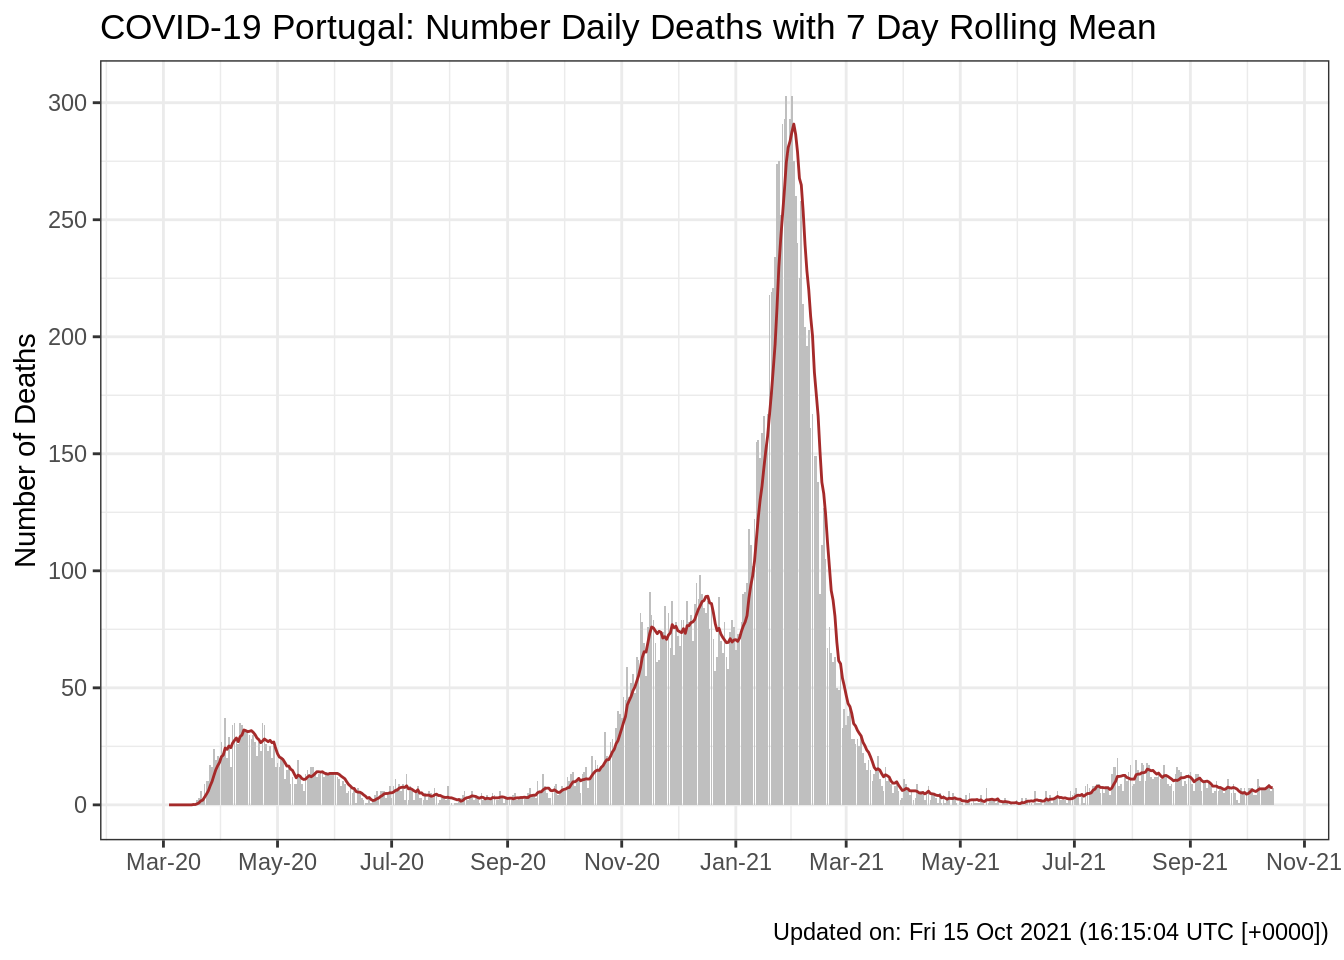 COVID-19 Portugal: Number Daily Deaths with 7 Day Rolling Mean
Number of Deaths
300
250
200
150
100
50
0
Mar-20 May-20 Jul-20 Sep-20 Nov-20 Jan-21 Mar-21 May-21 Jul-21 Sep-21 Nov-21
Updated on: Fri 15 Oct 2021 (16:15:04 UTC [+0000])